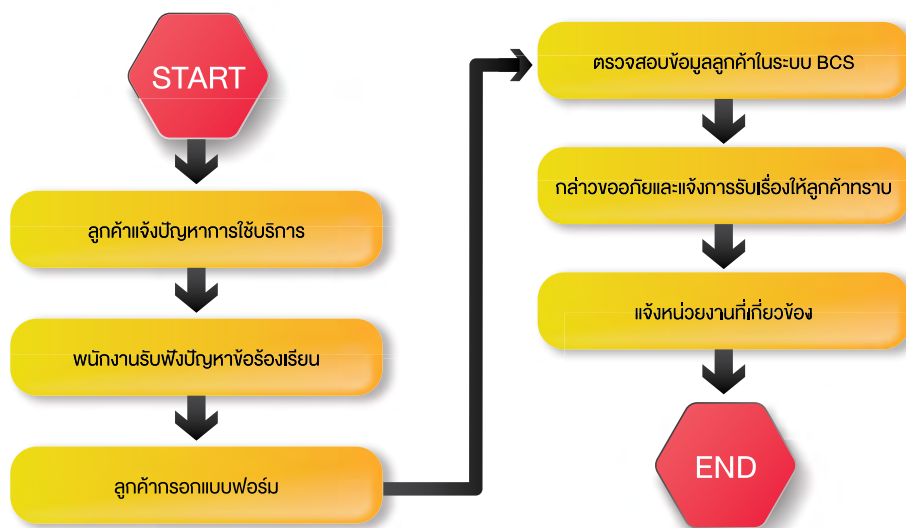 START
ลูกค้าแจ้งปัญหาการใช้บริการ
พนักงานรับฟังปัญหาข้อร้องเรียน
ลูกค้ากรอกแบบฟอร์ม
ตรวจสอบข้อมูลลูกค้าในระบบ BCS
กล่าวขออภัยและแจ้งการรับเรื่องให้ลูกค้าทราบ
แจ้งหน่วยงานที่เกี่ยวข้อง
END